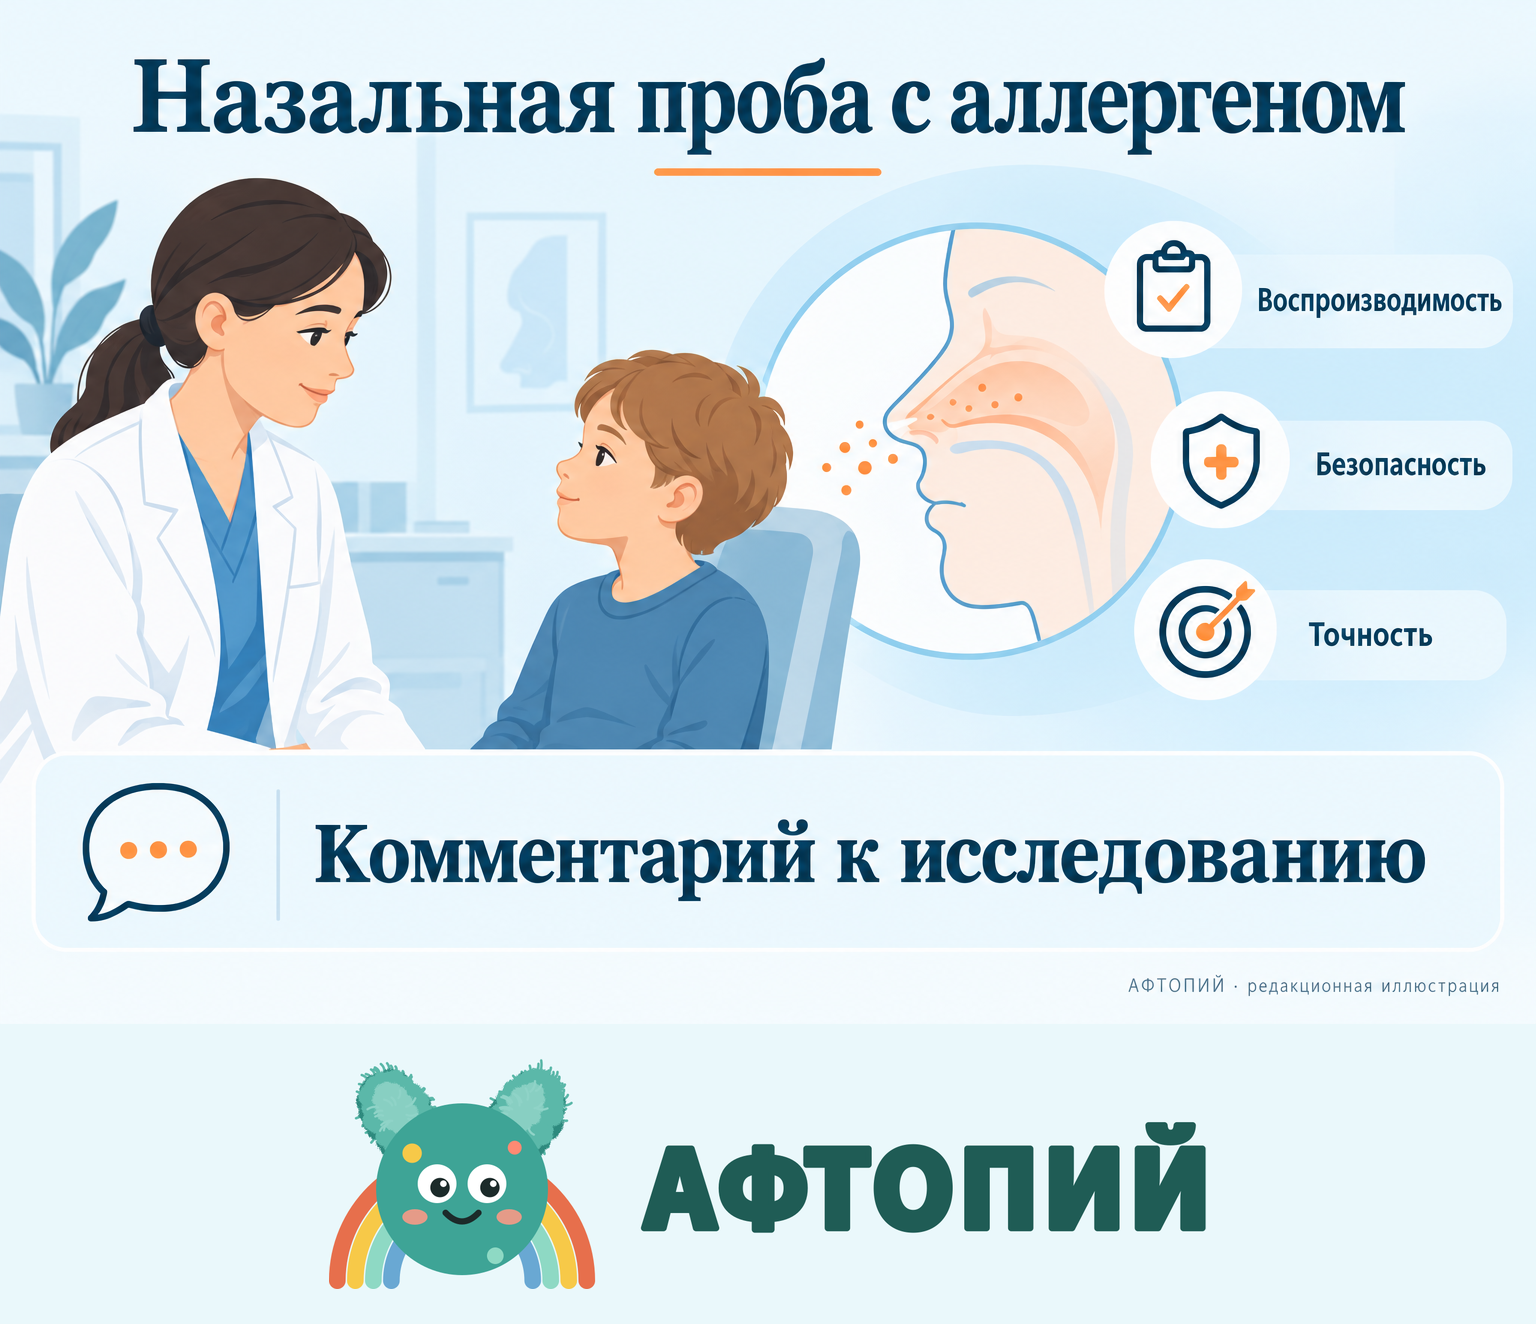 Назальная проба с аллергеном
Воспроизводимость
Безопасность
Точность
Комментарий к исследованию
АФТОПИЙ · редакционная иллюстрация
АФТОПИЙ